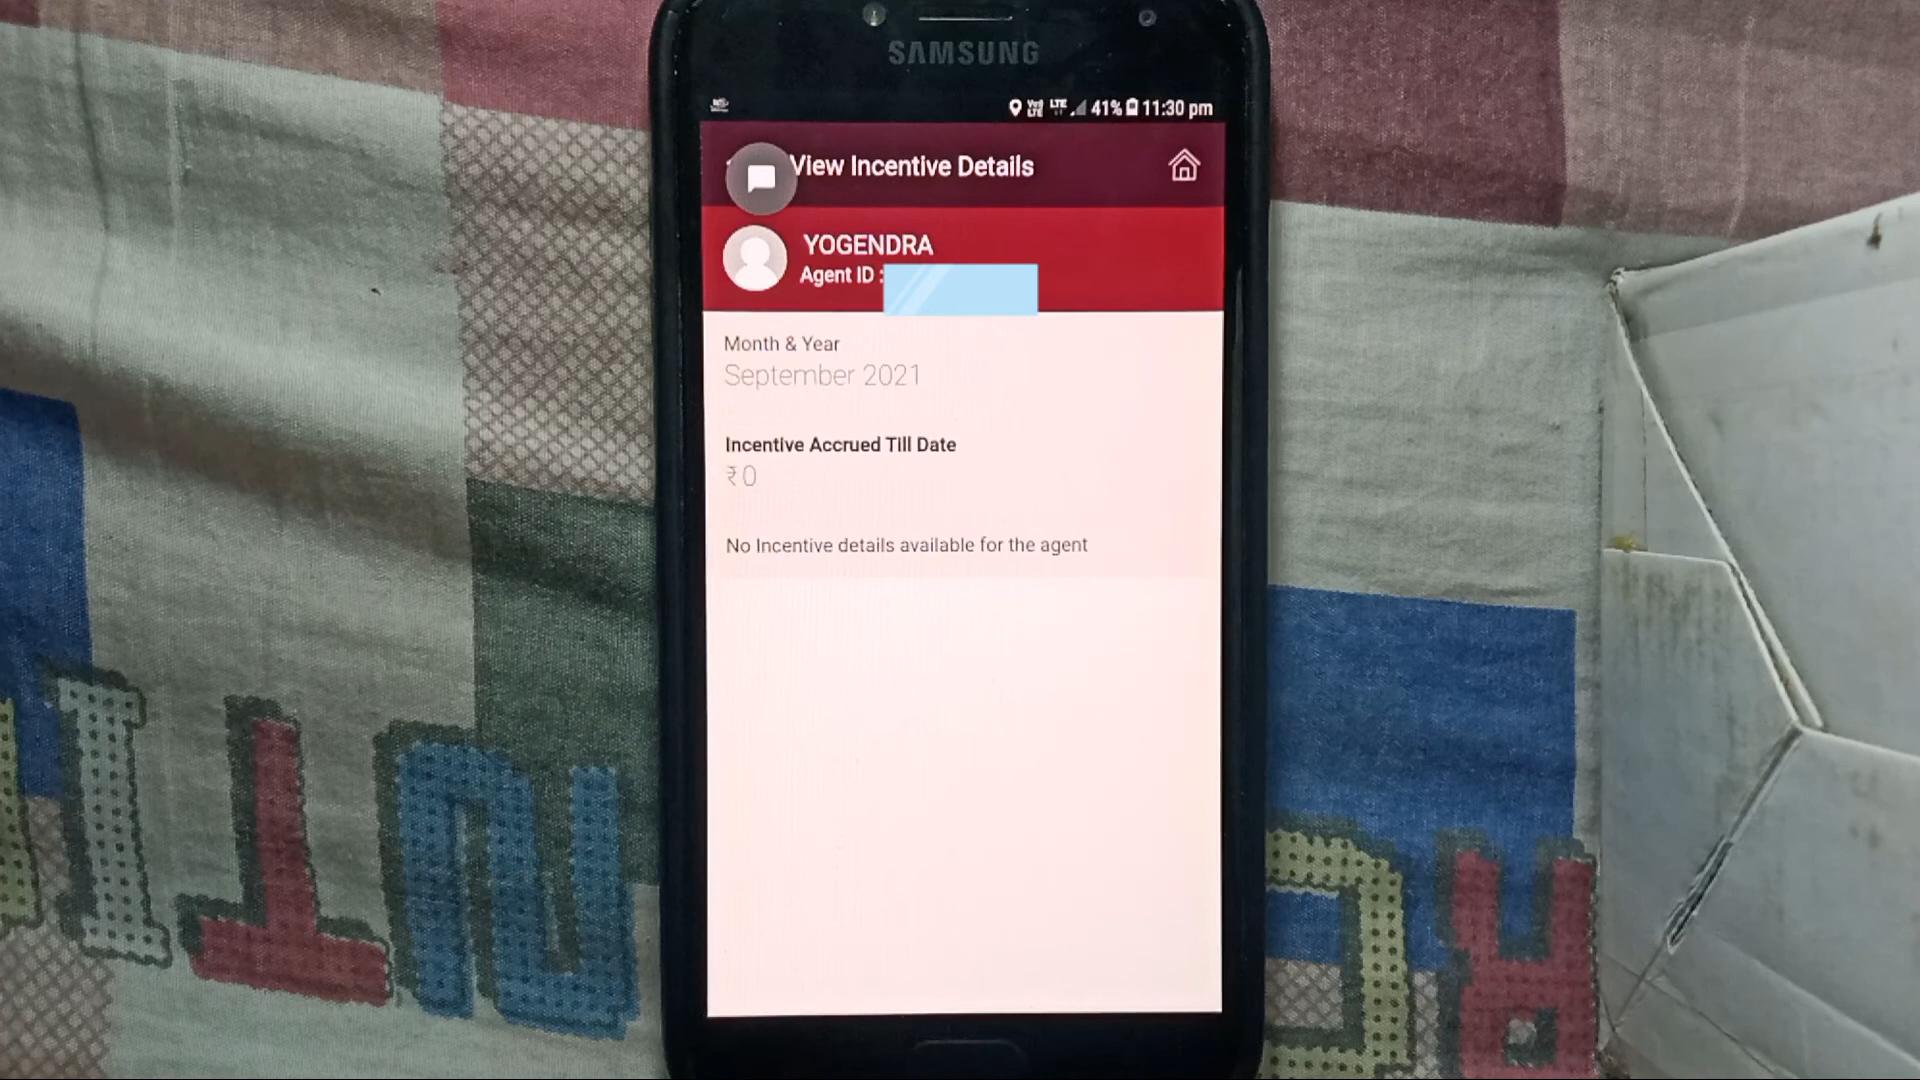 SAMSUNG
41% 11:30 pm
View Incentive Details
YOGENDRA
Agent ID :
Month & Year
September 2021
Incentive Accrued Till Date
₹0
No Incentive details available for the agent